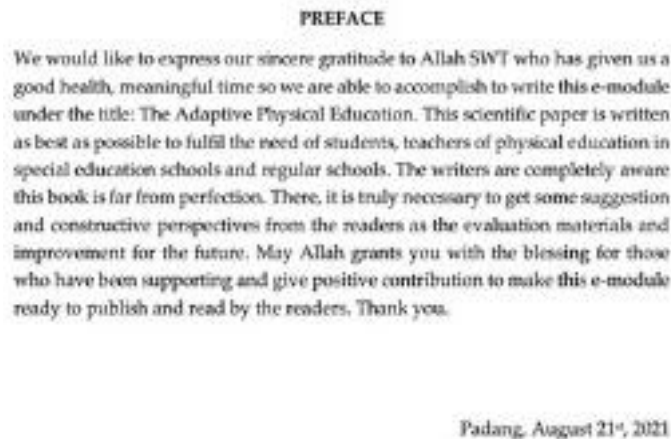 PREFACE
We would like to express our sincere gratitude to Allah SWT who has given us a
good health, meaningful time so we are able to accomplish to write this e-module
under the title: The Adaptive Physical Education. This scientific paper is written
as best as possible to fulfil the need of students, teachers of physical education in
special education schools and regular schools. The writers are completely aware
this book is far from perfection. There, it is truly necessary to get some suggestion
and constructive perspectives from the readers as the evaluation materials and
improvement for the future. May Allah grants you with the blessing for those
who have been supporting and give positive contribution to make this e-module
ready to publish and read by the readers. Thank you.
Padang, August 21st, 2021